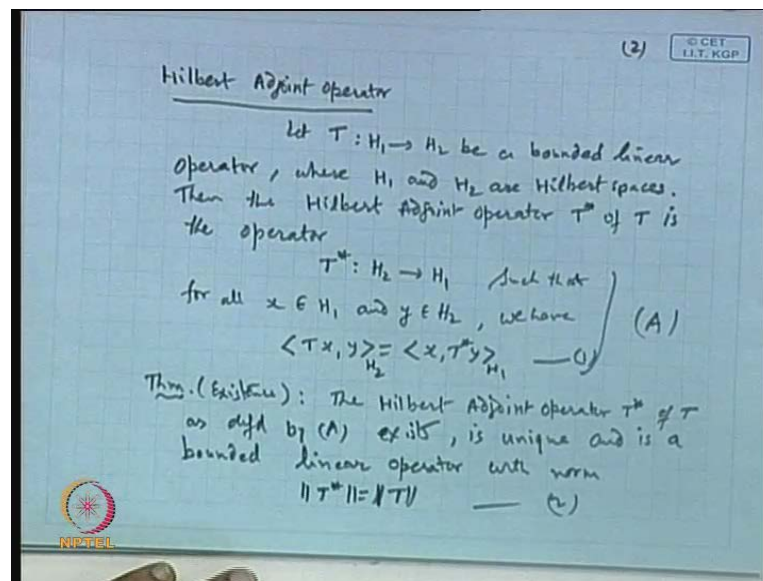 (2)
© CET
I.I.T. KGP
Hilbert Adjoint Operator
Let T : H₁ → H₂ be a bounded linear
Operator, where H₁ and H₂ are Hilbert spaces.
Then the Hilbert Adjoint Operator T* of T is
the operator
T* : H₂ → H₁ Such that
for all x ∈ H₁ and y ∈ H₂, we have
(A)
<Tx, y>_H₂ = <x, T*y>_H₁ — (1)
Thm. (Existence): The Hilbert Adjoint Operator T* of T
as dfd by (A) exists, is unique and is a
bounded linear operator with norm
||T*|| = ||T|| — (2)
NPTEL